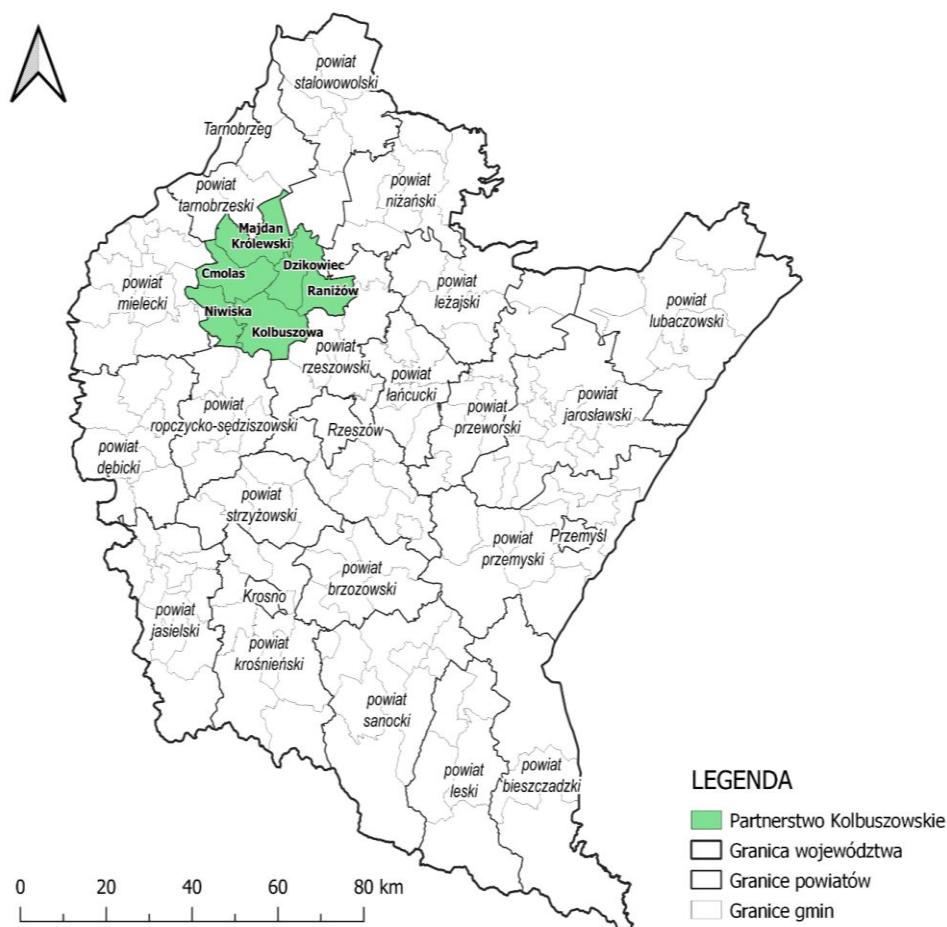 powiat
stalowowolski
Tarnobrzeg
powiat
tarnobrzeski
powiat
niżański
Majdan
Królewski
Dzikowiec
Cmolas
Raniżów
powiat
mielecki
powiat
leżajski
powiat
lubaczowski
Niwiska
Kolbuszowa
powiat
rzeszowski
powiat
łańcucki
powiat
ropczycko-sędziszowski
Rzeszów
powiat
przeworski
powiat
jarosławski
powiat
dębicki
powiat
strzyżowski
powiat
przemyski
Przemyśl
powiat
brzozowski
Krosno
powiat
jasielski
powiat
krośnieński
powiat
sanocki
powiat
leski
powiat
bieszczadzki
LEGENDA
Partnerstwo Kolbuszowskie
Granica województwa
Granice powiatów
Granice gmin
0 20 40 60 80 km